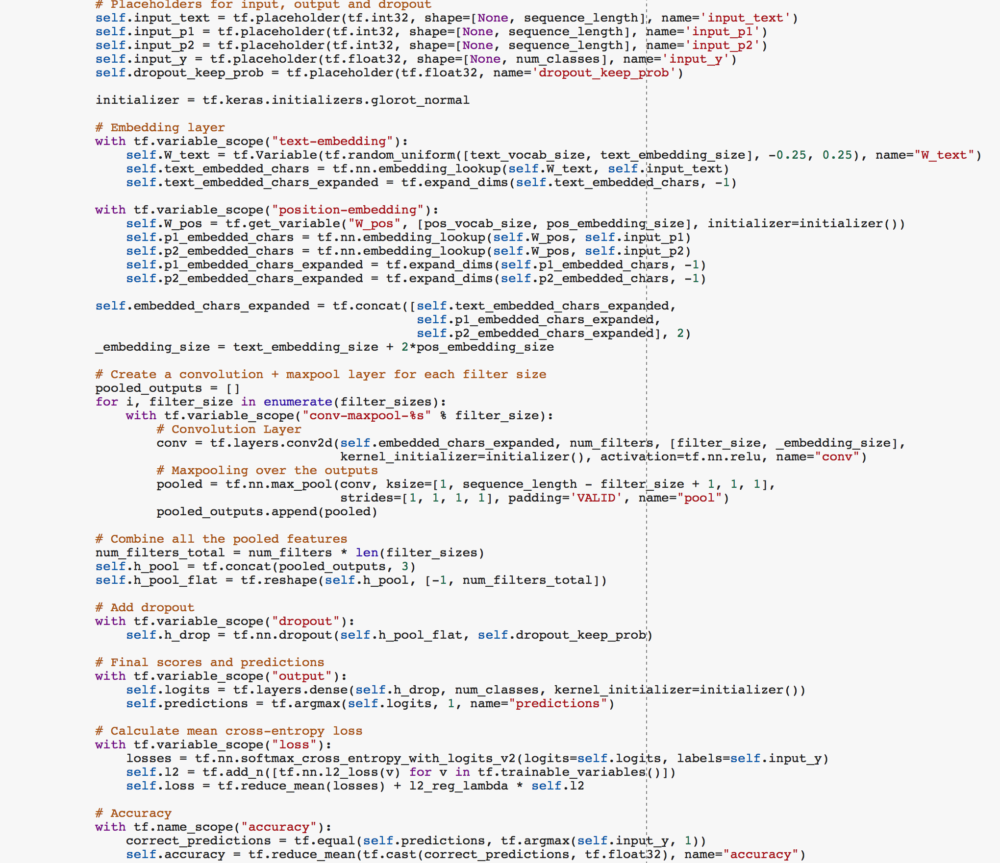 # Placeholders for input, output and dropout
self.input_text = tf.placeholder(tf.int32, shape=[None, sequence_length], name='input_text')
self.input_p1 = tf.placeholder(tf.int32, shape=[None, sequence_length], name='input_p1')
self.input_p2 = tf.placeholder(tf.int32, shape=[None, sequence_length], name='input_p2')
self.input_y = tf.placeholder(tf.float32, shape=[None, num_classes], name='input_y')
self.dropout_keep_prob = tf.placeholder(tf.float32, name='dropout_keep_prob')

initializer = tf.keras.initializers.glorot_normal

# Embedding layer
with tf.variable_scope("text-embedding"):
    self.W_text = tf.Variable(tf.random_uniform([text_vocab_size, text_embedding_size], -0.25, 0.25), name="W_text")
    self.text_embedded_chars = tf.nn.embedding_lookup(self.W_text, self.input_text)
    self.text_embedded_chars_expanded = tf.expand_dims(self.text_embedded_chars, -1)

with tf.variable_scope("position-embedding"):
    self.W_pos = tf.get_variable("W_pos", [pos_vocab_size, pos_embedding_size], initializer=initializer())
    self.p1_embedded_chars = tf.nn.embedding_lookup(self.W_pos, self.input_p1)
    self.p2_embedded_chars = tf.nn.embedding_lookup(self.W_pos, self.input_p2)
    self.p1_embedded_chars_expanded = tf.expand_dims(self.p1_embedded_chars, -1)
    self.p2_embedded_chars_expanded = tf.expand_dims(self.p2_embedded_chars, -1)

self.embedded_chars_expanded = tf.concat([self.text_embedded_chars_expanded,
                                          self.p1_embedded_chars_expanded,
                                          self.p2_embedded_chars_expanded], 2)
_embedding_size = text_embedding_size + 2*pos_embedding_size

# Create a convolution + maxpool layer for each filter size
pooled_outputs = []
for i, filter_size in enumerate(filter_sizes):
    with tf.variable_scope("conv-maxpool-%s" % filter_size):
        # Convolution Layer
        conv = tf.layers.conv2d(self.embedded_chars_expanded, num_filters, [filter_size, _embedding_size],
                                kernel_initializer=initializer(), activation=tf.nn.relu, name="conv")
        # Maxpooling over the outputs
        pooled = tf.nn.max_pool(conv, ksize=[1, sequence_length - filter_size + 1, 1, 1],
                                strides=[1, 1, 1, 1], padding='VALID', name="pool")
        pooled_outputs.append(pooled)

# Combine all the pooled features
num_filters_total = num_filters * len(filter_sizes)
self.h_pool = tf.concat(pooled_outputs, 3)
self.h_pool_flat = tf.reshape(self.h_pool, [-1, num_filters_total])

# Add dropout
with tf.variable_scope("dropout"):
    self.h_drop = tf.nn.dropout(self.h_pool_flat, self.dropout_keep_prob)

# Final scores and predictions
with tf.variable_scope("output"):
    self.logits = tf.layers.dense(self.h_drop, num_classes, kernel_initializer=initializer())
    self.predictions = tf.argmax(self.logits, 1, name="predictions")

# Calculate mean cross-entropy loss
with tf.variable_scope("loss"):
    losses = tf.nn.softmax_cross_entropy_with_logits_v2(logits=self.logits, labels=self.input_y)
    self.l2 = tf.add_n([tf.nn.l2_loss(v) for v in tf.trainable_variables()])
    self.loss = tf.reduce_mean(losses) + l2_reg_lambda * self.l2

# Accuracy
with tf.name_scope("accuracy"):
    correct_predictions = tf.equal(self.predictions, tf.argmax(self.input_y, 1))
    self.accuracy = tf.reduce_mean(tf.cast(correct_predictions, tf.float32), name="accuracy")